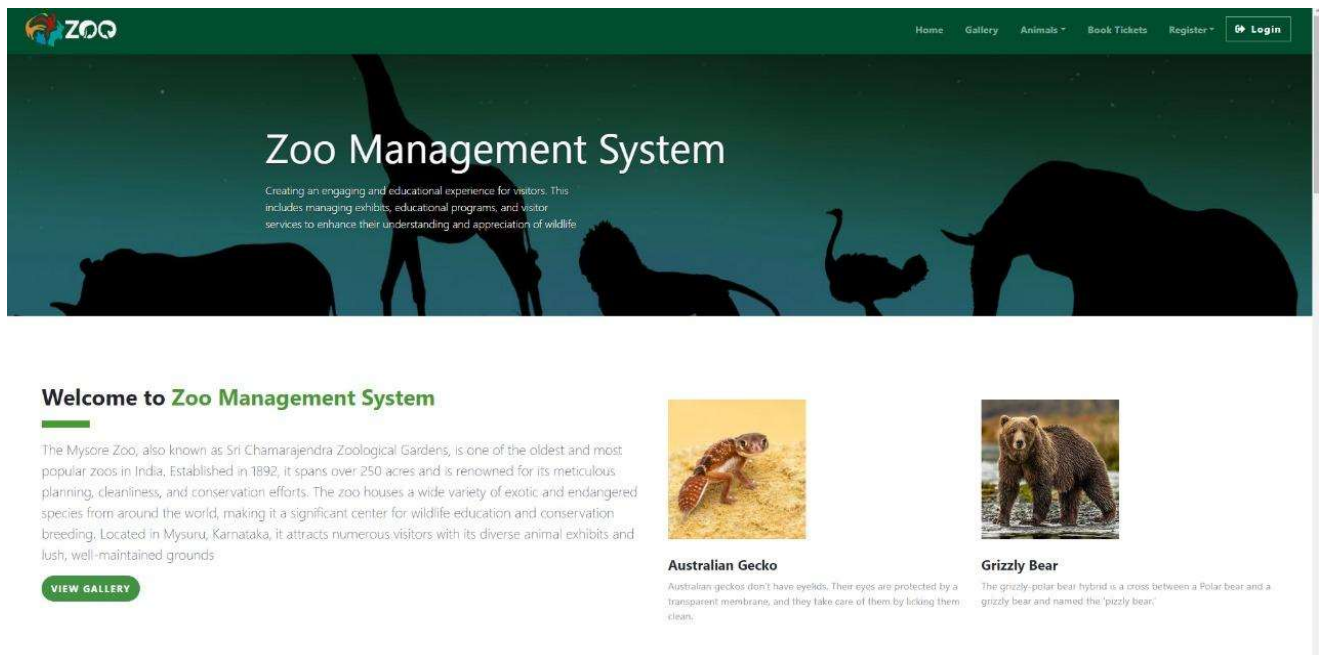 ZOO
Home Gallery Animals Book Tickets Register Login
Zoo Management System
Creating an engaging and educational experience for visitors. This
includes managing exhibits, educational programs, and visitor
services to enhance their understanding and appreciation of wildlife
Welcome to Zoo Management System
The Mysore Zoo, also known as Sri Chamarajendra Zoological Gardens, is one of the oldest and most
popular zoos in India. Established in 1892, it spans over 250 acres and is renowned for its meticulous
planning, cleanliness, and conservation efforts. The zoo houses a wide variety of exotic and endangered
species from around the world, making it a significant center for wildlife education and conservation
breeding. Located in Mysuru, Karnataka, it attracts numerous visitors with its diverse animal exhibits and
lush, well-maintained grounds
VIEW GALLERY
Australian Gecko
Australian geckos don't have eyelids. Their eyes are protected by a
transparent membrane, and they take care of them by licking them
clean.
Grizzly Bear
The grizzly-polar bear hybrid is a cross between a Polar bear and a
grizzly bear and named the 'pizzly bear.'